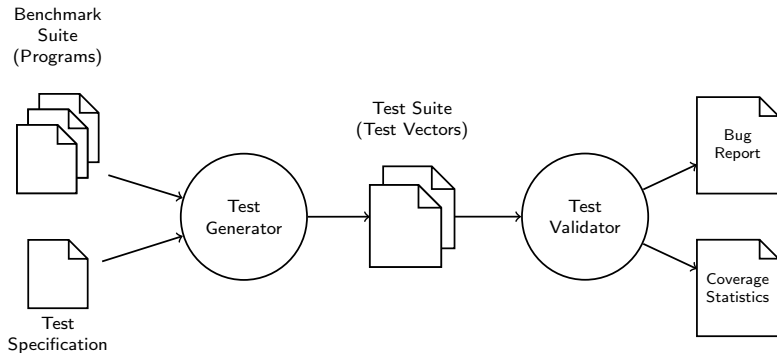 Benchmark
Suite
(Programs)
Test
Specification
Test
Generator
Test Suite
(Test Vectors)
Test
Validator
Bug
Report
Coverage
Statistics